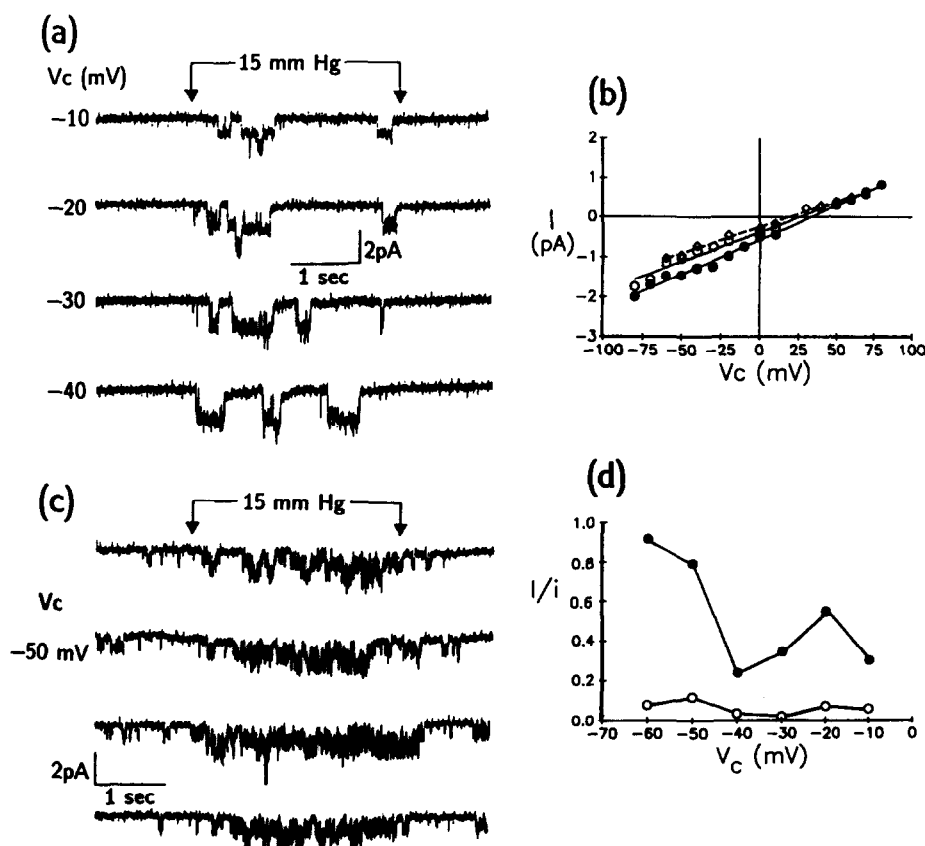 (a)
Vc (mV)
15 mm Hg
−10
−20
−30
−40
2pA
1 sec
(b)
2
1
0
−1
−2
−3
I
(pA)
−100 −75 −50 −25 0 25 50 75 100
Vc (mV)
(c)
15 mm Hg
Vc
−50 mV
2pA
1 sec
(d)
1.0
0.8
0.6
0.4
0.2
0.0
I/i
−70 −60 −50 −40 −30 −20 −10 0
Vc (mV)